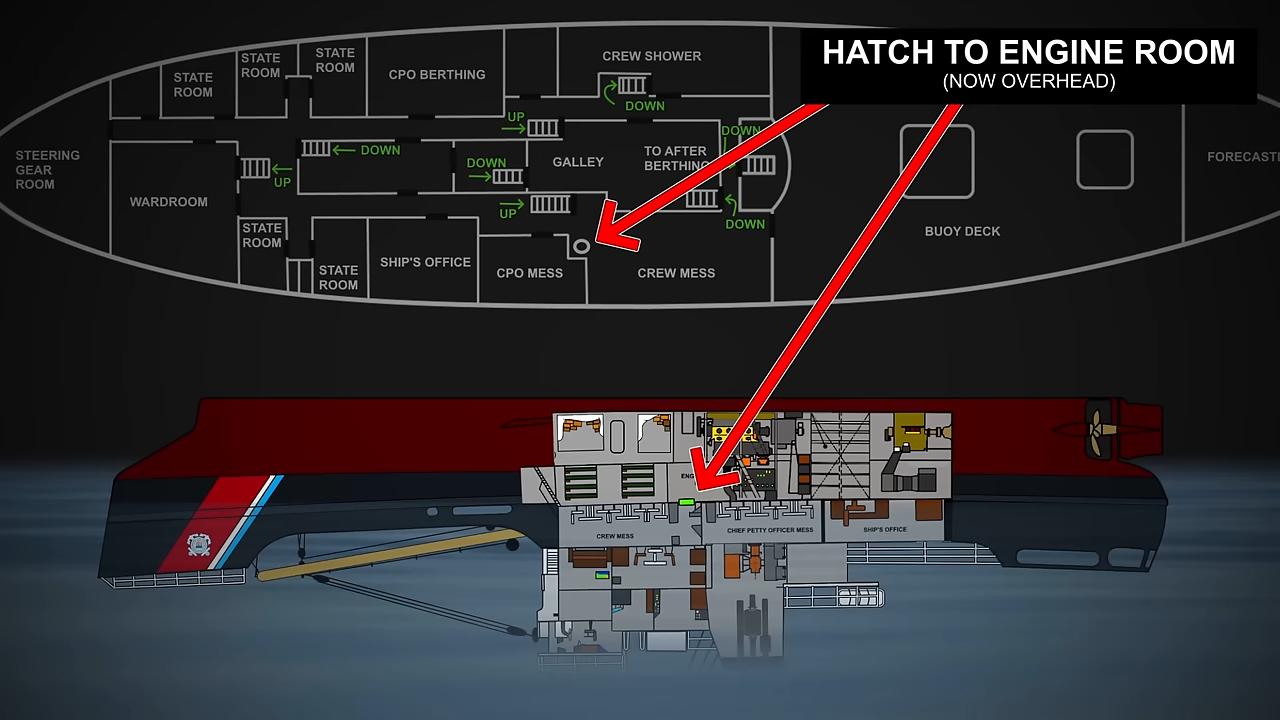 HATCH TO ENGINE ROOM
(NOW OVERHEAD)
STATE
ROOM
STATE
ROOM
STATE
ROOM
CPO BERTHING
CREW SHOWER
DOWN
UP
DOWN
DOWN
UP
DOWN
GALLEY
TO AFTER
BERTHING
DOWN
STEERING
GEAR
ROOM
WARDROOM
UP
DOWN
STATE
ROOM
STATE
ROOM
SHIP'S OFFICE
CPO MESS
CREW MESS
BUOY DECK
CREW MESS
CHIEF PETTY OFFICER MESS
SHIP'S OFFICE